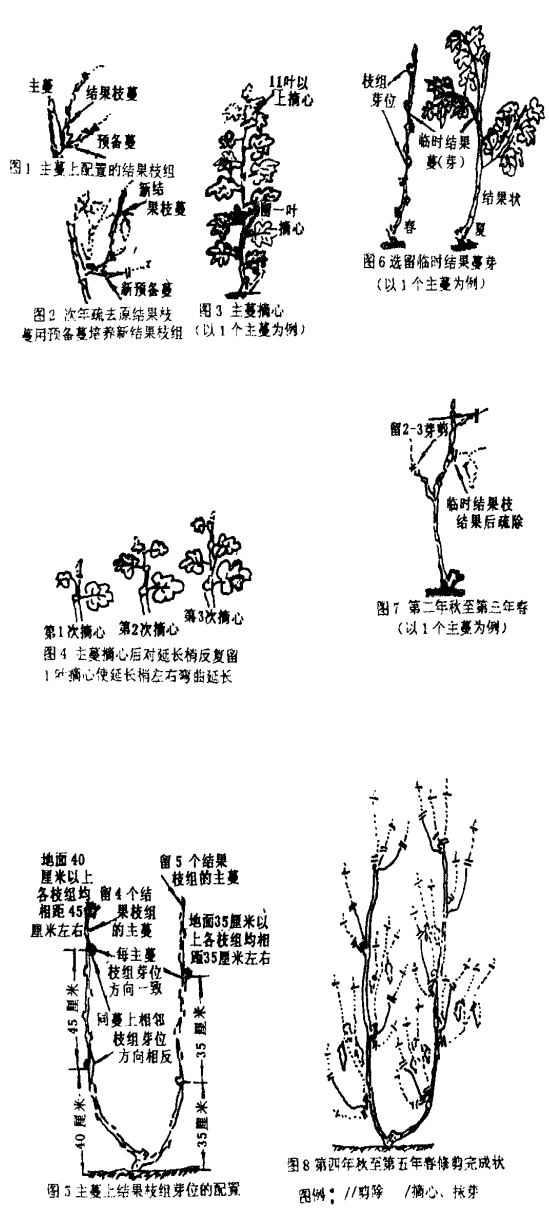 主蔓
结果枝蔓
预备蔓
图1 主蔓上配置的结果枝组
新结
果枝蔓
新预备蔓
图2 次年疏去原结果枝
蔓用预备蔓培养新结果枝组
11叶以
上摘心
留一叶
摘心
图3 主蔓摘心
(以1个主蔓为例)
枝组
芽位
临时结果
蔓(芽)
结果状
春
夏
图6选留临时结果蔓芽
(以1个主蔓为例)
留2-3芽剪
临时结果枝
结果后疏除
图7 第二年秋至第三年春
(以1个主蔓为例)
第1次摘心
第2次摘心
第3次摘心
图4 主蔓摘心后对延长梢反复留
1叶摘心使延长梢左右弯曲延长
地面40
厘米以上
各枝组均
相距45
厘米左右
留4个结
果枝组
的主蔓
每主蔓
枝组芽位
方向一致
同蔓上相邻
枝组芽位
方向相反
留5个结果
枝组的主蔓
地面35厘米以
上各枝组均相
距35厘米左右
45厘米
40厘米
35厘米
35厘米
图5主蔓上结果枝组芽位的配置
图8第四年秋至第五年春修剪完成状
图例: //剪除 /摘心、抹芽